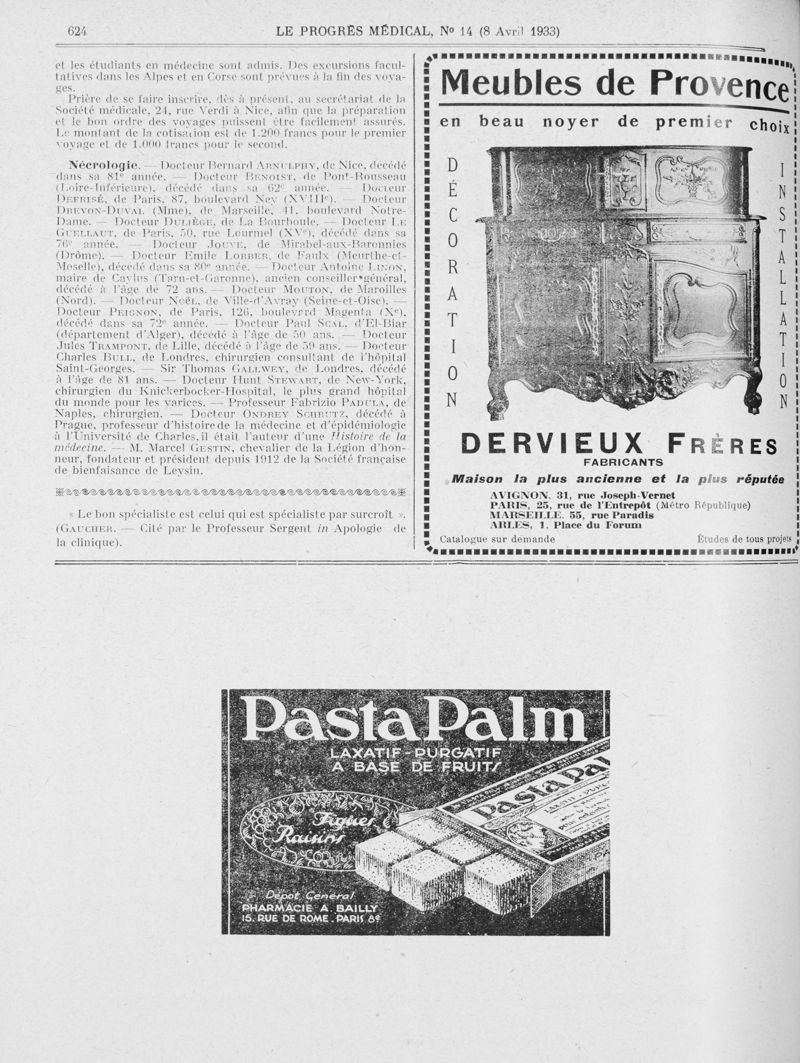 624
LE PROGRÈS MÉDICAL, N° 14 (8 Avril 1933)
et les étudiants en médecine sont admis. Des excursions facul-
tatives dans les Alpes et en Corse sont prévues à la fin des voya-
ges.
Prière de se faire inscrire, dès à présent, au secrétariat de la
Société médicale, 24, rue Verdi à Nice, afin que la préparation
et le bon ordre des voyages puissent être facilement assurés.
Le montant de la cotisation est de 1.200 francs pour le premier
voyage et de 1.000 francs pour le second.
Nécrologie. — Docteur Bernard ARNULPHY, de Nice, decédé
dans sa 81e année. — Docteur BENOIST, de Pont-Rousseau
(Loire-Inférieure), décédé dans sa 62e année. — Docteur
DEFRISÉ, de Paris, 87, boulevard Ney (XVIIIe). — Docteur
DREVON-DUVAL (Mme), de Marseille, 41, boulevard Notre-
Dame. — Docteur DULIÈGE, de La Bourboule. — Docteur LE
GUELLAUT, de Paris, 50, rue Lourmel (XVe), décédé dans sa
76e année. — Docteur JOUVE, de Mirabel-aux-Baronnies
(Drôme). — Docteur Emile LORBER, de Faulx (Meurthe-et-
Moselle), décédé dans sa 80e année. — Docteur Antoine LINON,
maire de Caylus (Tarn-et-Garonne), ancien conseiller général,
décédé à l'âge de 72 ans. — Docteur MOUTON, de Maroilles
(Nord). — Docteur NOËL, de Ville-d'Avray (Seine-et-Oise). —
Docteur PEIGNON, de Paris, 126, boulevard Magenta (Xe),
décédé dans sa 72e année. — Docteur Paul SCAL, d'El-Biar
(département d'Alger), décédé à l'âge de 50 ans. — Docteur
Jules TRAMPONT, de Lille, décédé à l'âge de 59 ans. — Docteur
Charles BULL, de Londres, chirurgien consultant de l'hôpital
Saint-Georges. — Sir Thomas GALLWEY, de Londres, décédé
à l'âge de 81 ans. — Docteur Hunt STEWART, de New-York,
chirurgien du Knickerbocker-Hospital, le plus grand hôpital
du monde pour les varices. — Professeur Fabrizio PADULA, de
Naples, chirurgien. — Docteur ONDREY SCHRUTZ, décédé à
Prague, professeur d'histoire de la médecine et d'épidémiologie
à l'Université de Charles, il était l'auteur d'une Histoire de la
médecine. — M. Marcel GESTIN, chevalier de la Légion d'hon-
neur, fondateur et président depuis 1912 de la Société française
de bienfaisance de Leysin.
« Le bon spécialiste est celui qui est spécialiste par surcroît ».
(GAUCHER. — Cité par le Professeur Sergent in Apologie de
la clinique).
Meubles de Provence
en beau noyer de premier choix
DÉCORATION
INSTALLATION
DERVIEUX FRÈRES
FABRICANTS
Maison la plus ancienne et la plus réputée
AVIGNON, 31, rue Joseph-Vernet
PARIS, 25, rue de l'Entrepôt (Métro République)
MARSEILLE, 55, rue Paradis
ARLES, 1, Place du Forum
Catalogue sur demande
Études de tous projets
PastaPalm
LAXATIF-PURGATIF
A BASE DE FRUITS
Figues
Raisins
PastaPal
Dépôt Général
PHARMACIE A. BAILLY
15, RUE DE ROME. PARIS 8e